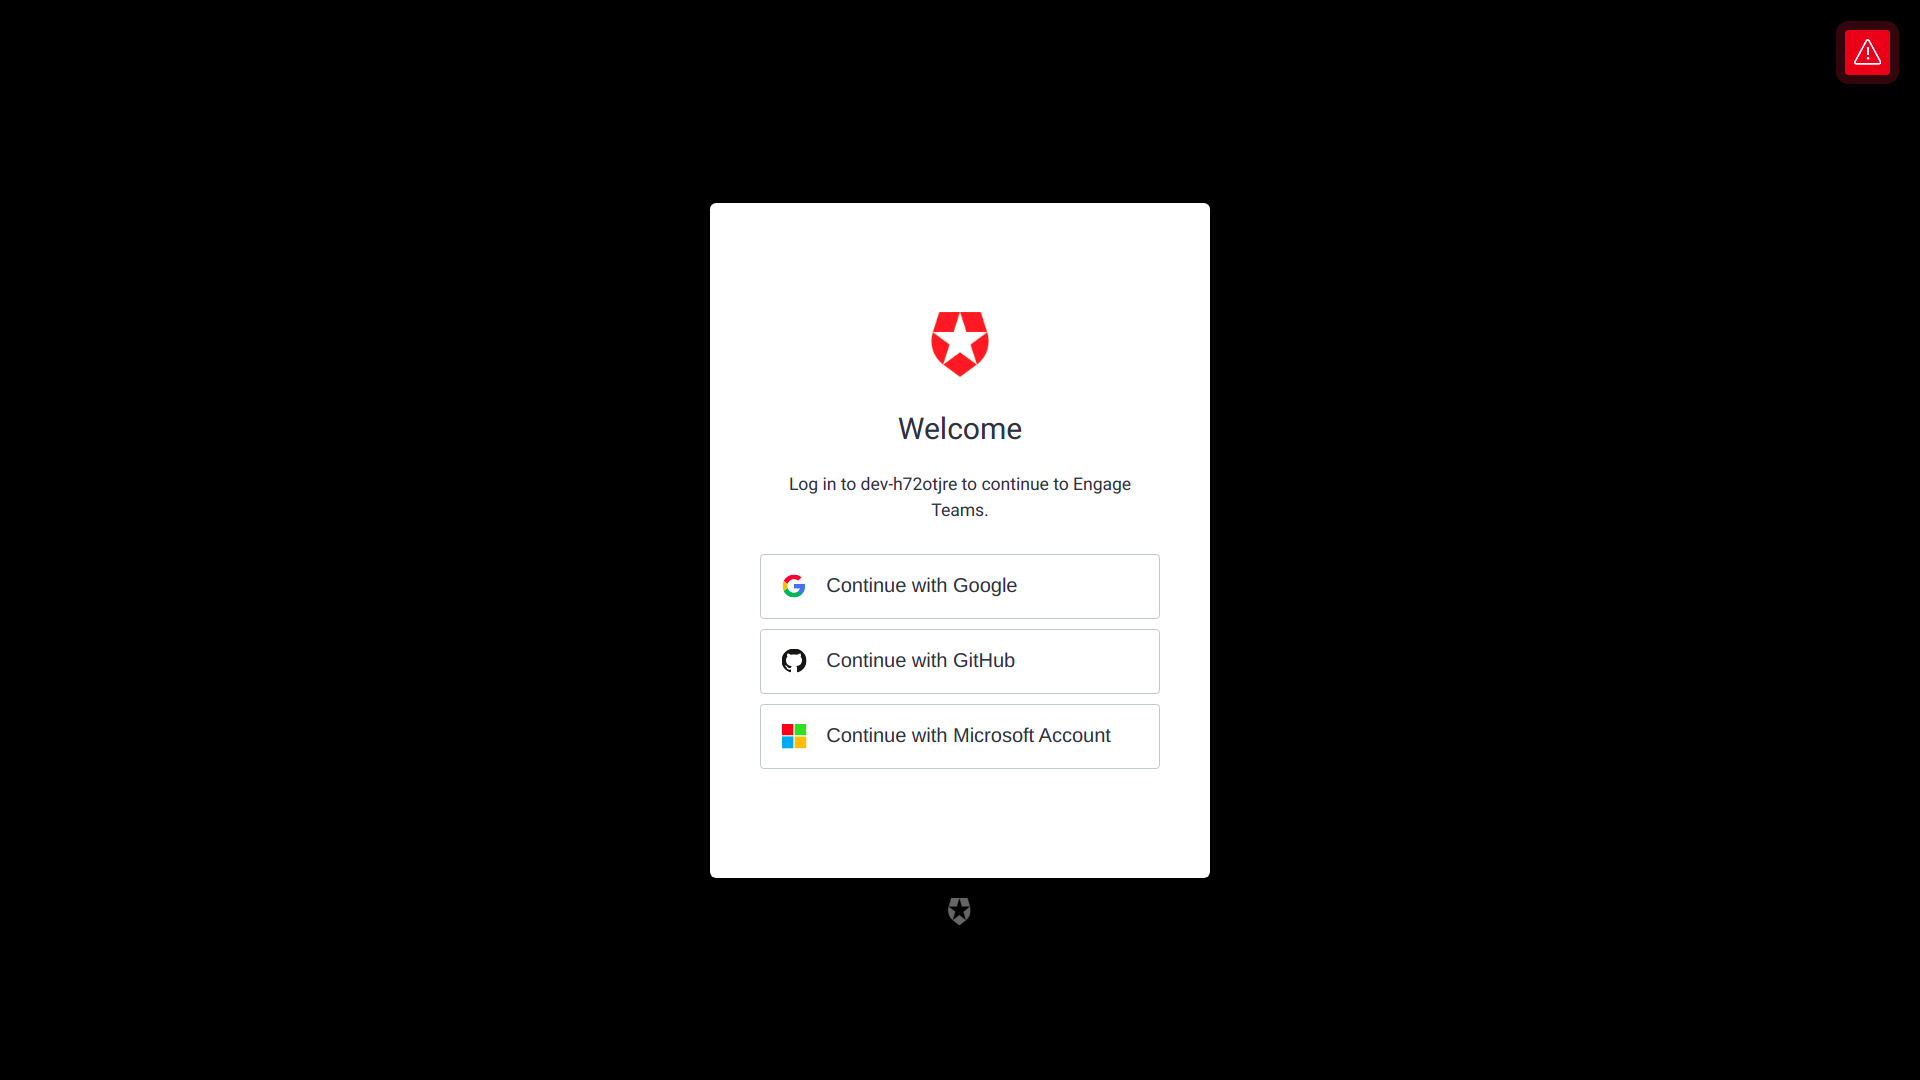 Welcome
Log in to dev-h72otjre to continue to Engage
Teams.
Continue with Google
Continue with GitHub
Continue with Microsoft Account